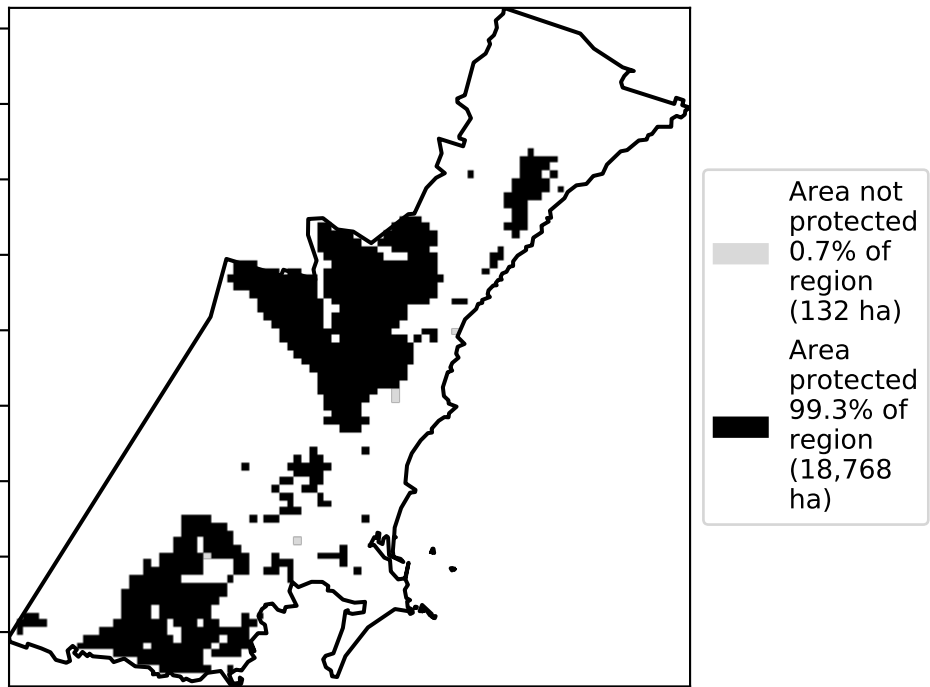 Area not
protected
0.7% of
region
(132 ha)
Area
protected
99.3% of
region
(18,768
ha)